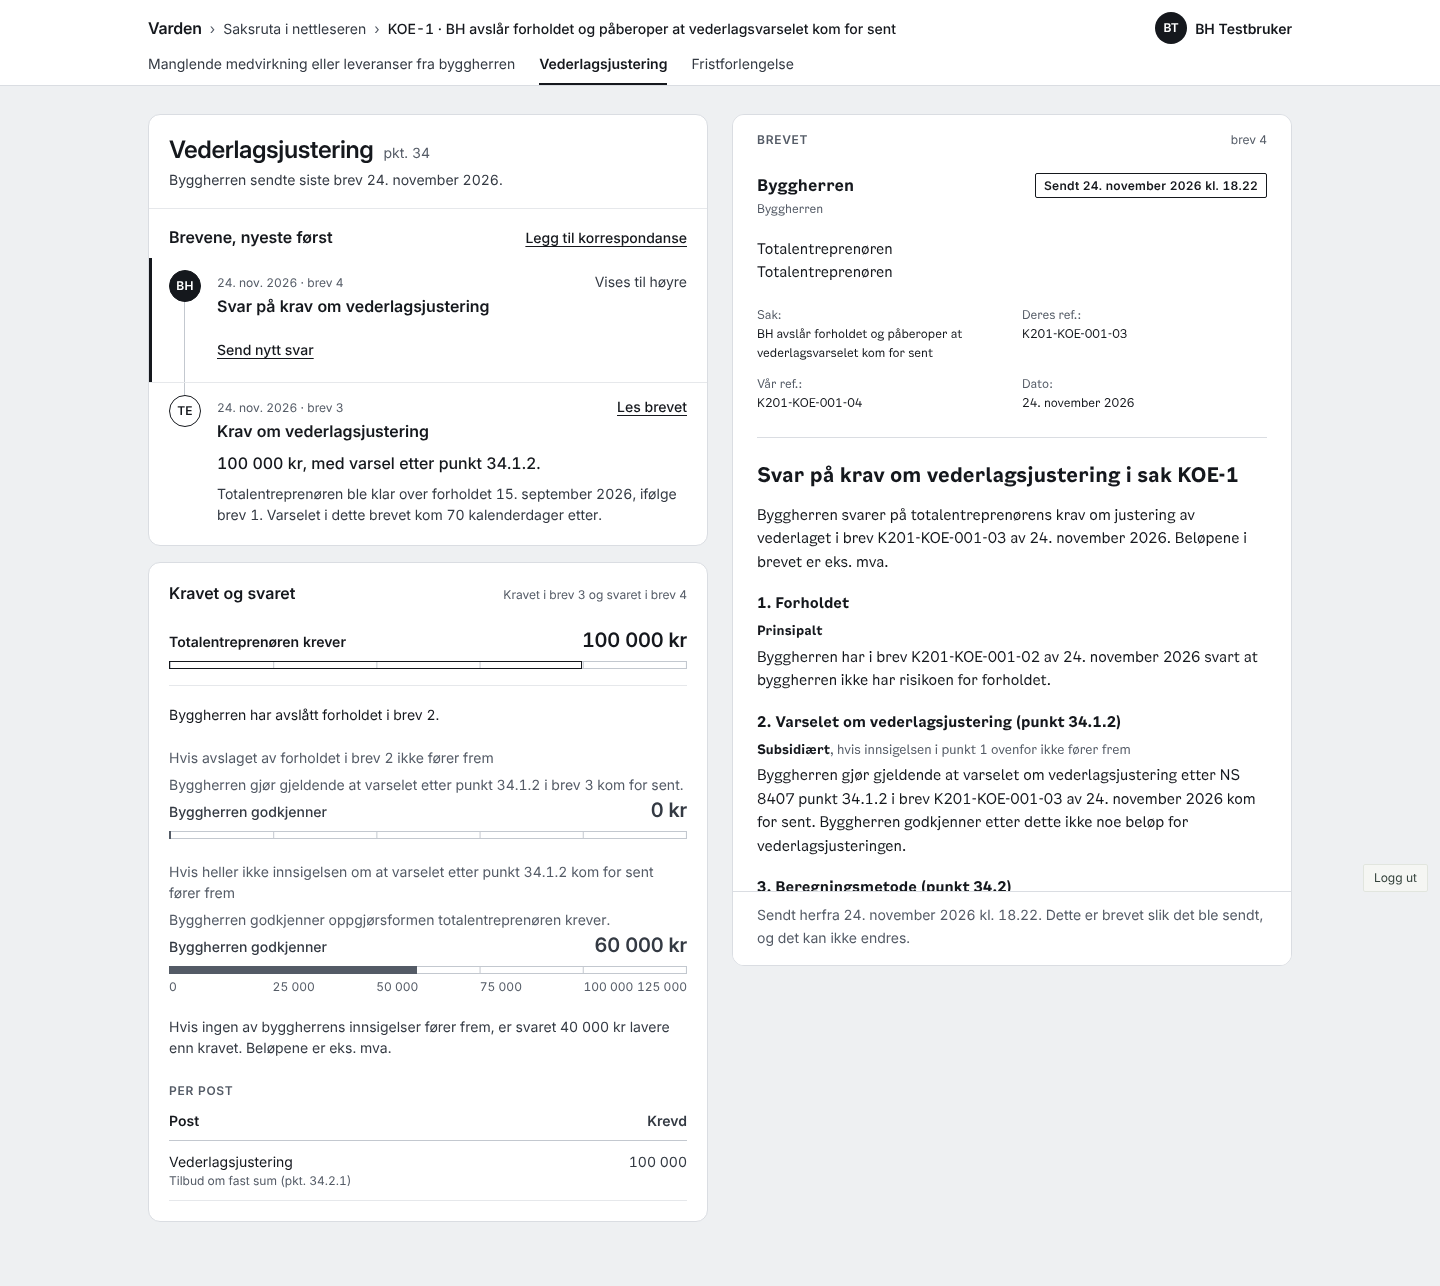 Varden › Saksruta i nettleseren › KOE-1 · BH avslår forholdet og påberoper at vederlagsvarselet kom for sent
BT BH Testbruker
Manglende medvirkning eller leveranser fra byggherren Vederlagsjustering Fristforlengelse
Vederlagsjustering pkt. 34
Byggherren sendte siste brev 24. november 2026.
Brevene, nyeste først Legg til korrespondanse
BH 24. nov. 2026 · brev 4 Vises til høyre
Svar på krav om vederlagsjustering
Send nytt svar
TE 24. nov. 2026 · brev 3 Les brevet
Krav om vederlagsjustering
100 000 kr, med varsel etter punkt 34.1.2.
Totalentreprenøren ble klar over forholdet 15. september 2026, ifølge
brev 1. Varselet i dette brevet kom 70 kalenderdager etter.
Kravet og svaret Kravet i brev 3 og svaret i brev 4
Totalentreprenøren krever 100 000 kr
Byggherren har avslått forholdet i brev 2.
Hvis avslaget av forholdet i brev 2 ikke fører frem
Byggherren gjør gjeldende at varselet etter punkt 34.1.2 i brev 3 kom for sent.
Byggherren godkjenner 0 kr
Hvis heller ikke innsigelsen om at varselet etter punkt 34.1.2 kom for sent
fører frem
Byggherren godkjenner oppgjørsformen totalentreprenøren krever.
Byggherren godkjenner 60 000 kr
0 25 000 50 000 75 000 100 000 125 000
Hvis ingen av byggherrens innsigelser fører frem, er svaret 40 000 kr lavere
enn kravet. Beløpene er eks. mva.
PER POST
Post Krevd
Vederlagsjustering 100 000
Tilbud om fast sum (pkt. 34.2.1)
BREVET brev 4
Byggherren Sendt 24. november 2026 kl. 18.22
Byggherren
Totalentreprenøren
Totalentreprenøren
Sak: Deres ref.:
BH avslår forholdet og påberoper at K201-KOE-001-03
vederlagsvarselet kom for sent
Vår ref.: Dato:
K201-KOE-001-04 24. november 2026
Svar på krav om vederlagsjustering i sak KOE-1
Byggherren svarer på totalentreprenørens krav om justering av
vederlaget i brev K201-KOE-001-03 av 24. november 2026. Beløpene i
brevet er eks. mva.
1. Forholdet
Prinsipalt
Byggherren har i brev K201-KOE-001-02 av 24. november 2026 svart at
byggherren ikke har risikoen for forholdet.
2. Varselet om vederlagsjustering (punkt 34.1.2)
Subsidiært, hvis innsigelsen i punkt 1 ovenfor ikke fører frem
Byggherren gjør gjeldende at varselet om vederlagsjustering etter NS
8407 punkt 34.1.2 i brev K201-KOE-001-03 av 24. november 2026 kom
for sent. Byggherren godkjenner etter dette ikke noe beløp for
vederlagsjusteringen.
3. Beregningsmetode (punkt 34.2)
Sendt herfra 24. november 2026 kl. 18.22. Dette er brevet slik det ble sendt,
og det kan ikke endres.
Logg ut